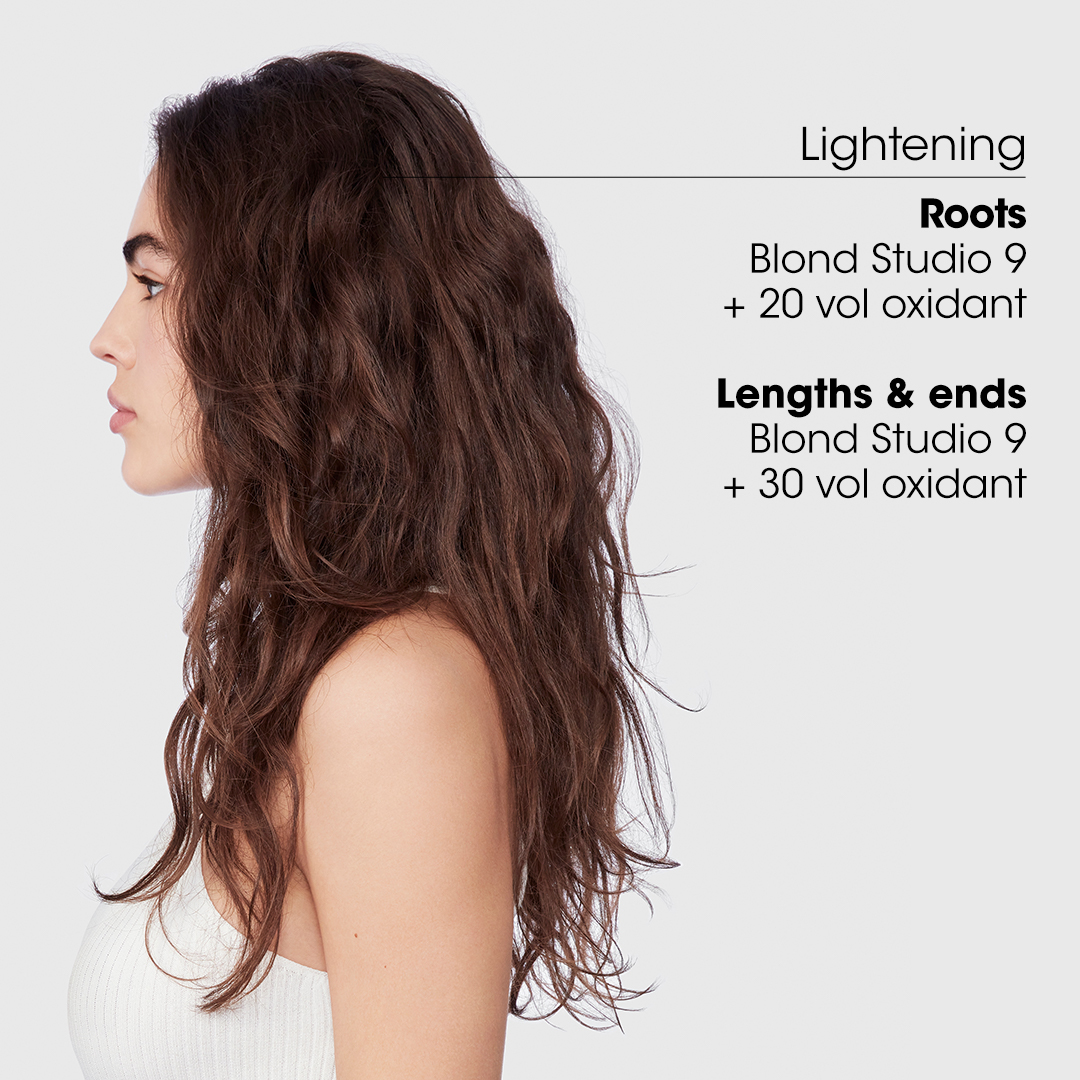 Lightening
Roots
Blond Studio 9
+ 20 vol oxidant
Lengths & ends
Blond Studio 9
+ 30 vol oxidant